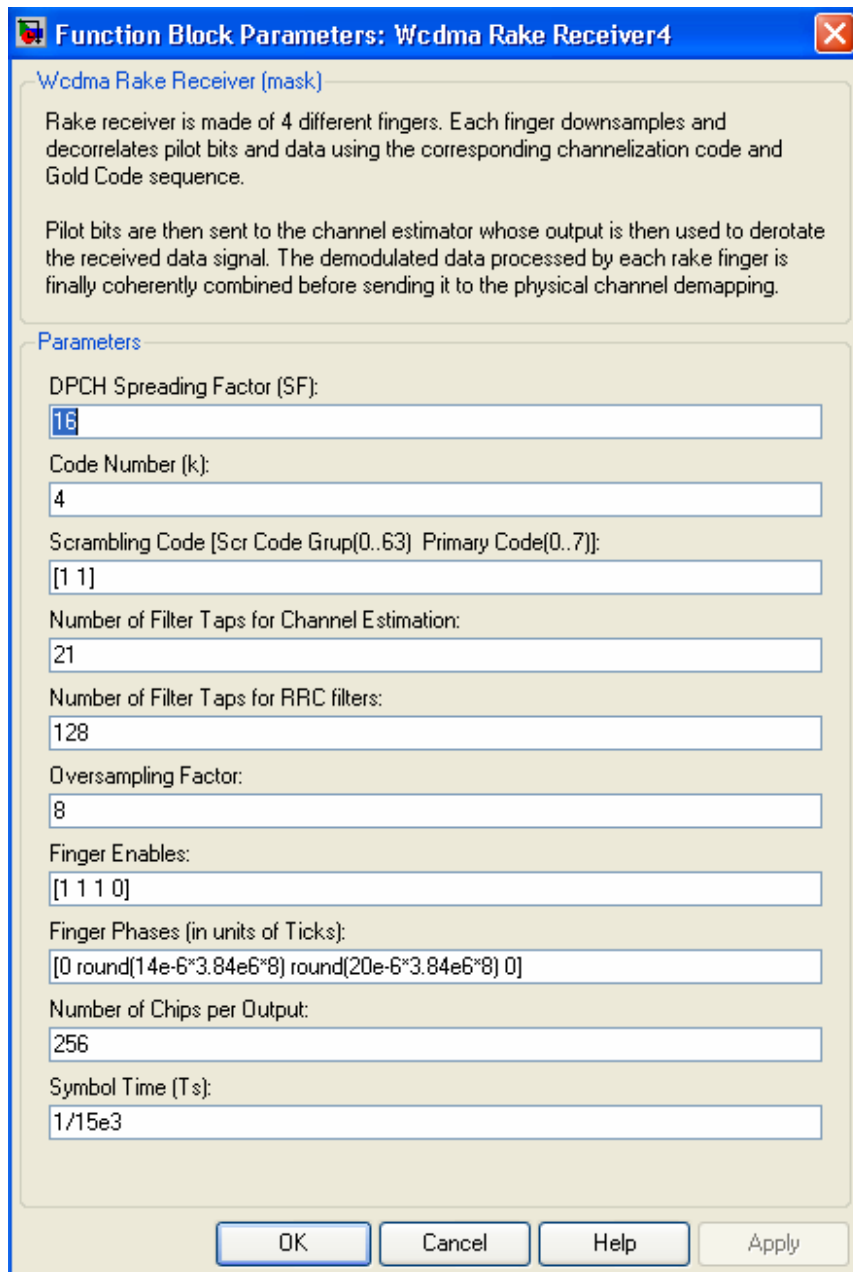 Function Block Parameters: Wcdma Rake Receiver4
Wcdma Rake Receiver (mask)
Rake receiver is made of 4 different fingers. Each finger downsamples and
decorrelates pilot bits and data using the corresponding channelization code and
Gold Code sequence.
Pilot bits are then sent to the channel estimator whose output is then used to derotate
the received data signal. The demodulated data processed by each rake finger is
finally coherently combined before sending it to the physical channel demapping.
Parameters
DPCH Spreading Factor (SF):
16
Code Number (k):
4
Scrambling Code [Scr Code Grup(0..63)  Primary Code(0..7)]:
[1 1]
Number of Filter Taps for Channel Estimation:
21
Number of Filter Taps for RRC filters:
128
Oversampling Factor:
8
Finger Enables:
[1 1 1 0]
Finger Phases (in units of Ticks):
[0 round(14e-6*3.84e6*8) round(20e-6*3.84e6*8) 0]
Number of Chips per Output:
256
Symbol Time (Ts):
1/15e3
OK Cancel Help Apply